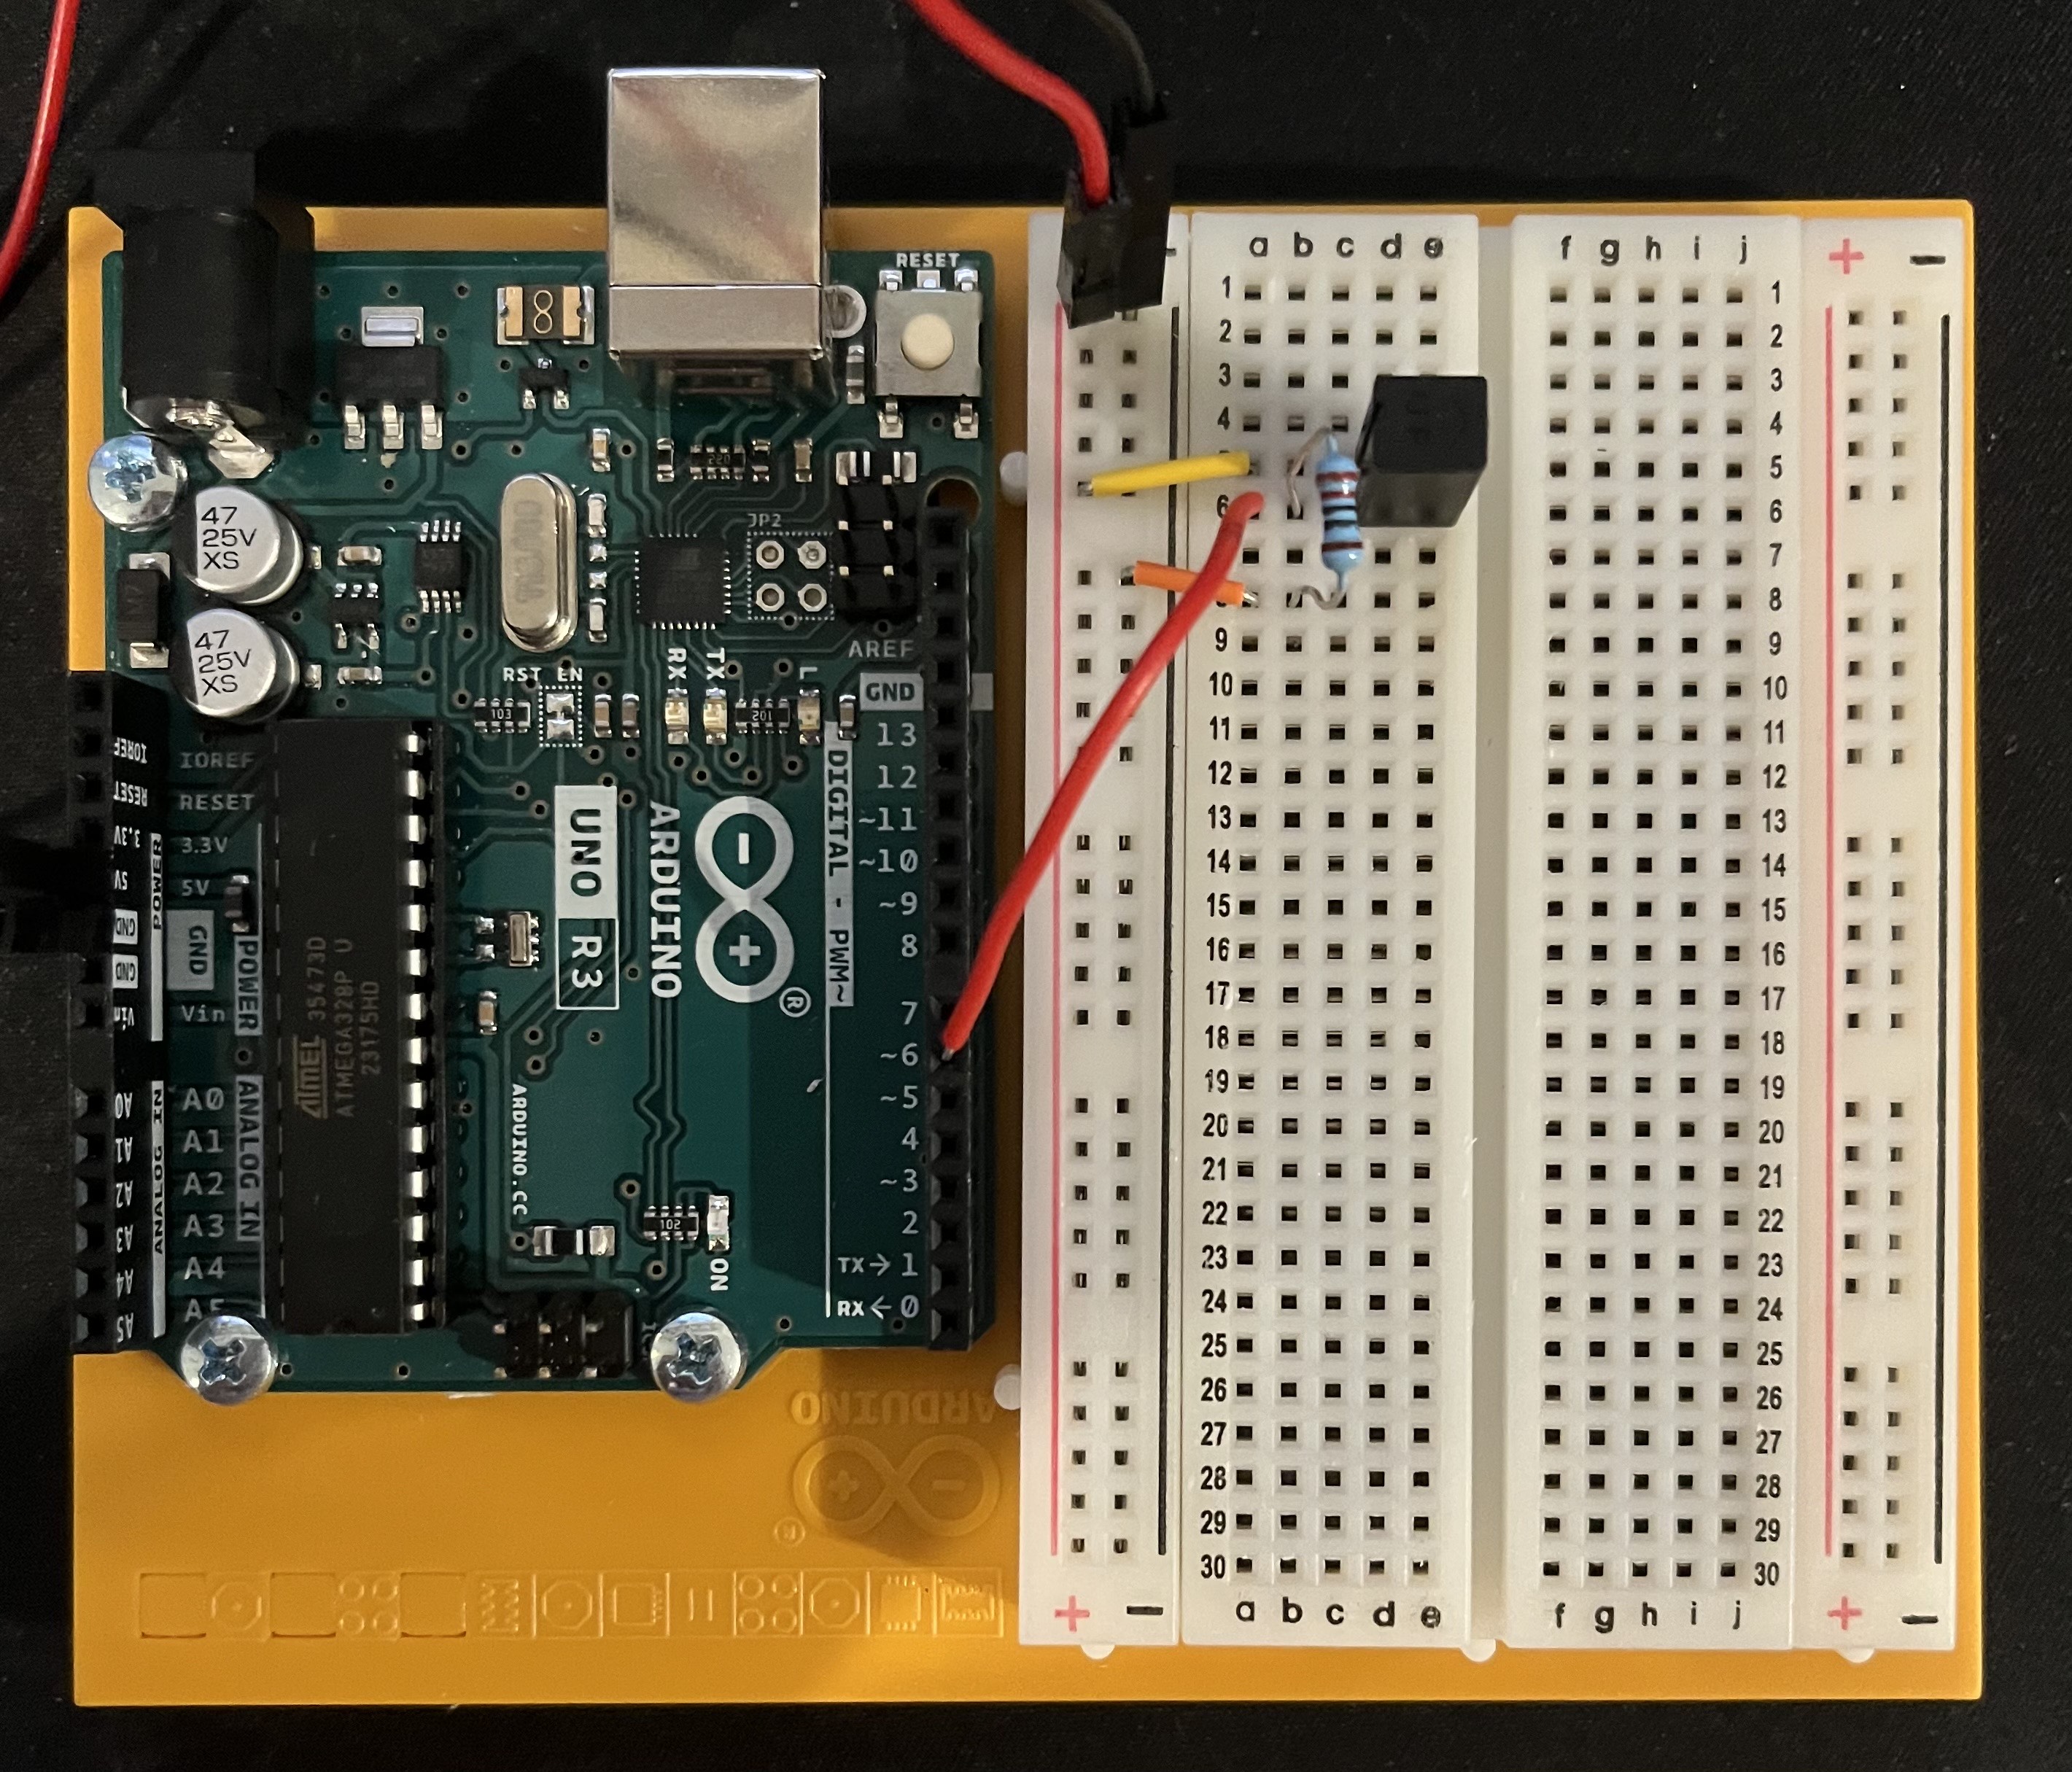 RESET
47
25V
XS
220
JP2
47
25V
XS
AREF
RX
TX
L
RST EN
GND
103
201
13
12
~11
~10
~9
8
7
~6
~5
4
~3
2
TX→1
RX←0
DIGITAL - PWM~
IOREF
RESET
3.3V
5V
GND
Vin
POWER
A0
A1
A2
A3
A4
ANALOG IN
IOREF
RESET
3.3V
5V
GND
GND
Vin
POWER
A0
A1
A2
A3
A4
A5
ANALOG IN
ATMEL 35473D
ATMEGA328P U
23175HD
UNO
R3
ARDUINO
®
ARDUINO.CC
102
ON
ARDUINO
®
a b c d e f g h i j
+ − + −
1 1
2 2
3 3
4 4
5
6 6
7
8
9 9
10 10
11 11
12 12
13 13
14 14
15 15
16 16
17 17
18 18
19 19
20 20
21 21
22 22
23 23
24 24
25 25
26 26
27 27
28 28
29 29
30 30
+ − a b c d e f g h i j + −